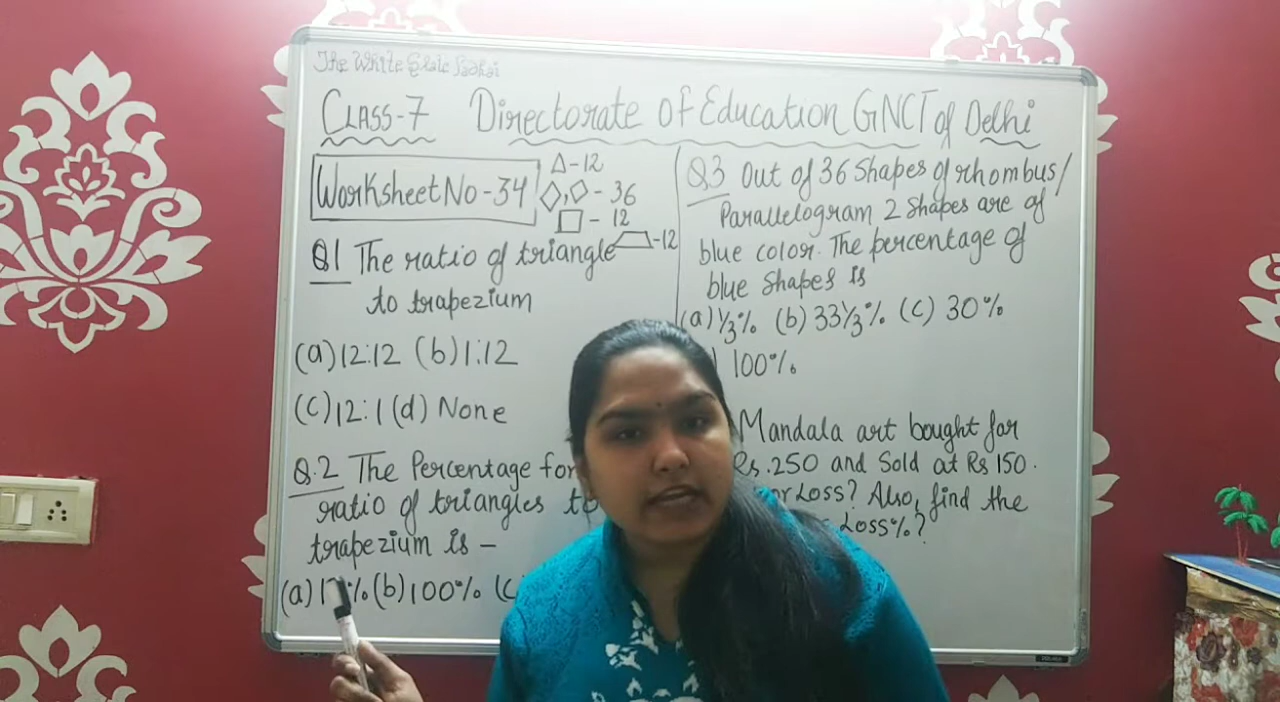 The White Slate Padhai
CLASS-7 Directorate of Education GNCT of Delhi
Worksheet No-34
△-12
◇,◇ - 36
□ - 12
-12
Q1 The ratio of triangle
to trapezium
(a) 12:12 (b) 1:12
(c) 12:1 (d) None
Q.2 The Percentage for
ratio of triangles to
trapezium is -
(a) % (b) 100% (c)
Q3 Out of 36 Shapes of rhombus/
Parallelogram 2 Shapes are of
blue color. The percentage of
blue Shapes is
(a) 1/3% (b) 33 1/3% (c) 30%
) 100%
Mandala art bought for
Rs.250 and Sold at Rs 150.
or Loss? Also, find the
Loss%?